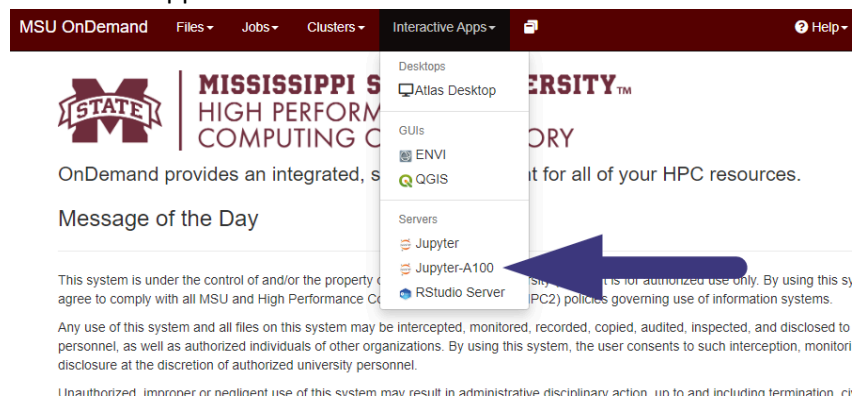 MSU OnDemand Files Jobs Clusters Interactive Apps Help
Desktops
Atlas Desktop
GUIs
ENVI
QGIS
Servers
Jupyter
Jupyter-A100
RStudio Server
STATE
MISSISSIPPI S ERSITY™
HIGH PERFORM
COMPUTING ORY
OnDemand provides an integrated, s t for all of your HPC resources.
Message of the Day
This system is under the control of and/or the property is for authorized use only. By using this
agree to comply with all MSU and High Performance PC2) policies governing use of information systems.
Any use of this system and all files on this system may be intercepted, monitored, recorded, copied, audited, inspected, and disclosed to
personnel, as well as authorized individuals of other organizations. By using this system, the user consents to such interception,
disclosure at the discretion of authorized university personnel.
Unauthorized, improper or negligent use of this system may result in administrative disciplinary action, up to and including termination,